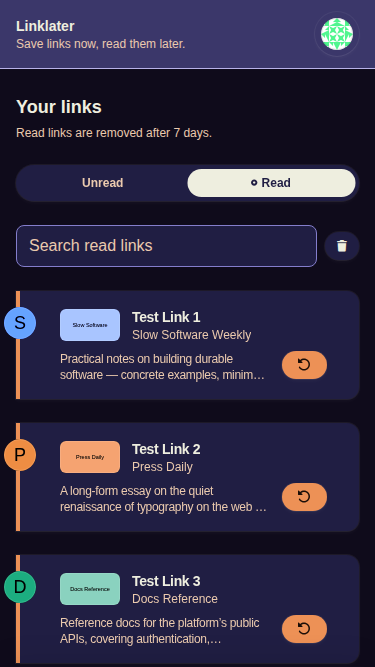 Linklater
Save links now, read them later.
Your links
Read links are removed after 7 days.
Unread
Read
Search read links
S
Slow Software
Test Link 1
Slow Software Weekly
Practical notes on building durable
software — concrete examples, minim…
P
Press Daily
Test Link 2
Press Daily
A long-form essay on the quiet
renaissance of typography on the web …
D
Docs Reference
Test Link 3
Docs Reference
Reference docs for the platform's public
APIs, covering authentication,…